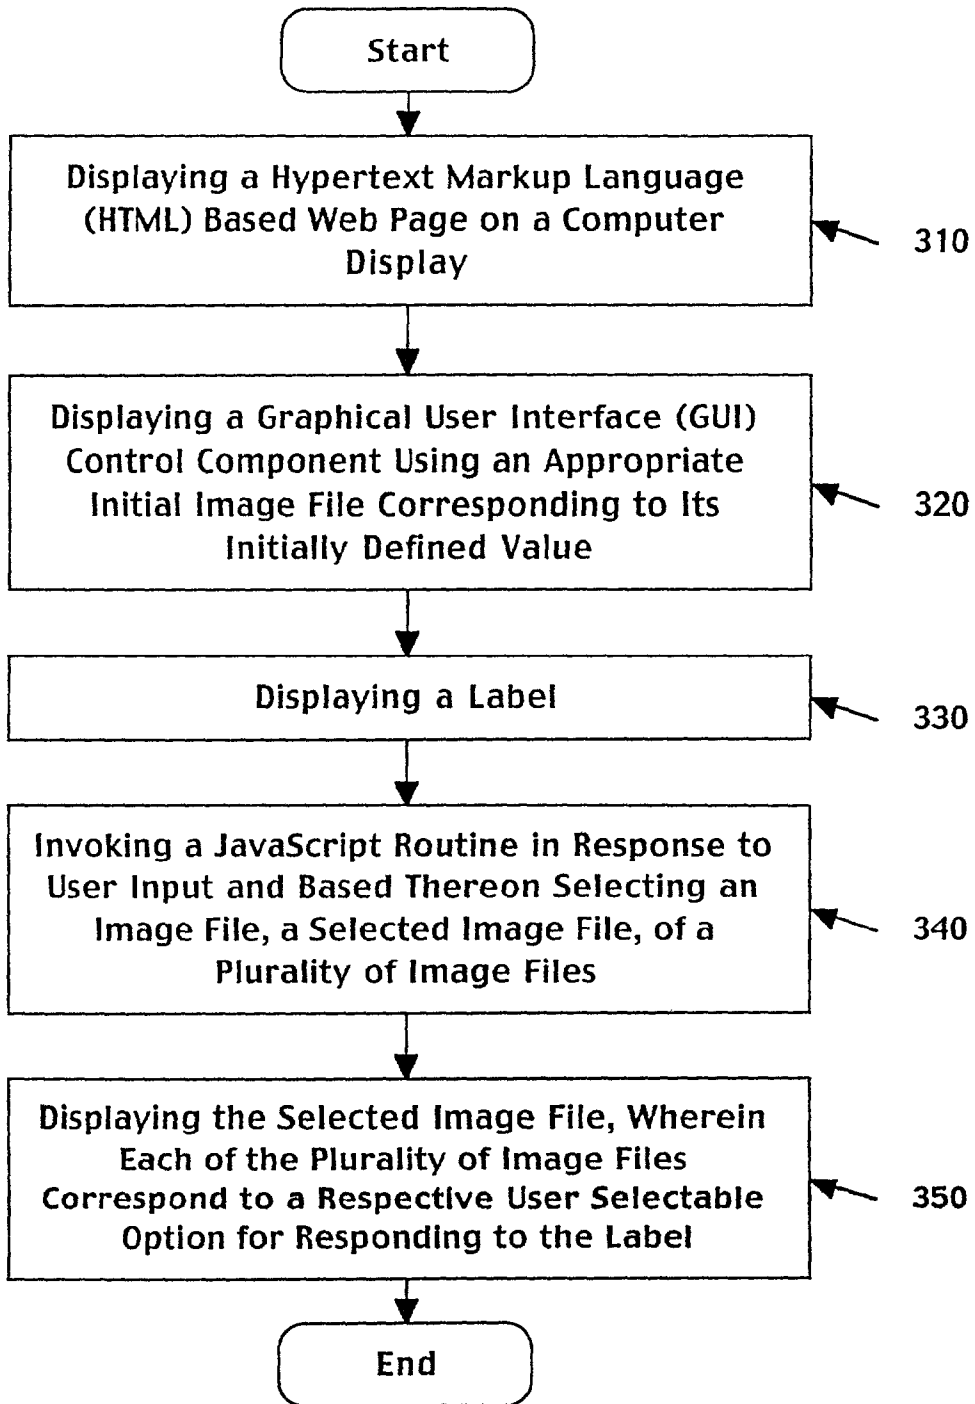 Start
Displaying a Hypertext Markup Language
(HTML) Based Web Page on a Computer
Display
310
Displaying a Graphical User Interface (GUI)
Control Component Using an Appropriate
Initial Image File Corresponding to Its
Initially Defined Value
320
Displaying a Label
330
Invoking a JavaScript Routine in Response to
User Input and Based Thereon Selecting an
Image File, a Selected Image File, of a
Plurality of Image Files
340
Displaying the Selected Image File, Wherein
Each of the Plurality of Image Files
Correspond to a Respective User Selectable
Option for Responding to the Label
350
End